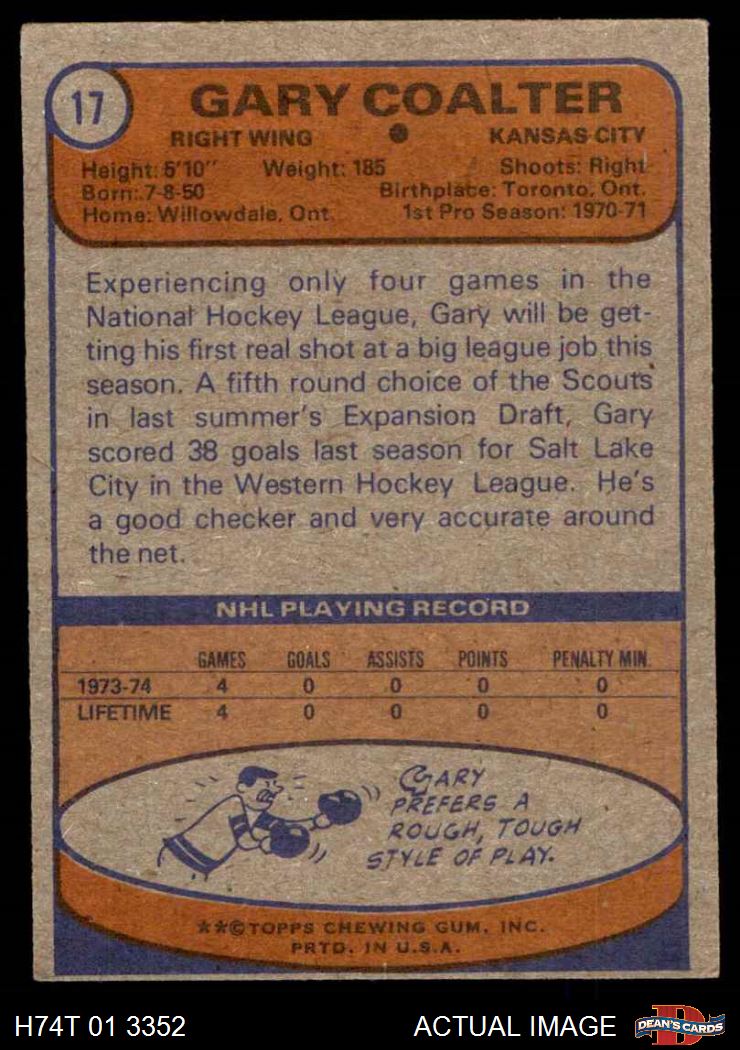 17
GARY COALTER
RIGHT WING ● KANSAS CITY
Height: 5'10" Weight: 185 Shoots: Right
Born: 7-8-50 Birthplace: Toronto, Ont.
Home: Willowdale, Ont. 1st Pro Season: 1970-71
Experiencing only four games in the
National Hockey League, Gary will be get-
ting his first real shot at a big league job this
season. A fifth round choice of the Scouts
in last summer's Expansion Draft, Gary
scored 38 goals last season for Salt Lake
City in the Western Hockey League. He's
a good checker and very accurate around
the net.
NHL PLAYING RECORD
GAMES GOALS ASSISTS POINTS PENALTY MIN.
1973-74 4 0 0 0 0
LIFETIME 4 0 0 0 0
GARY
PREFERS A
ROUGH, TOUGH
STYLE OF PLAY.
**©TOPPS CHEWING GUM, INC.
PRTD. IN U.S.A.
H74T 01 3352 ACTUAL IMAGE D DEAN'S CARDS